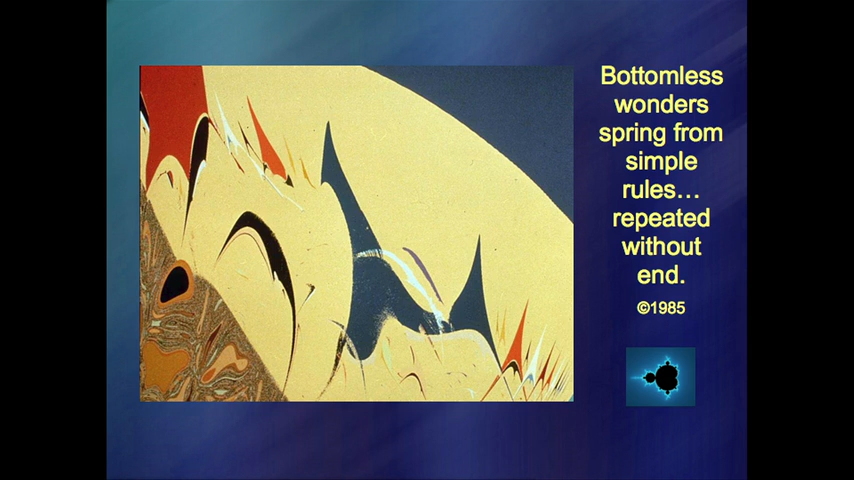 Bottomless
wonders
spring from
simple
rules…
repeated
without
end.
©1985